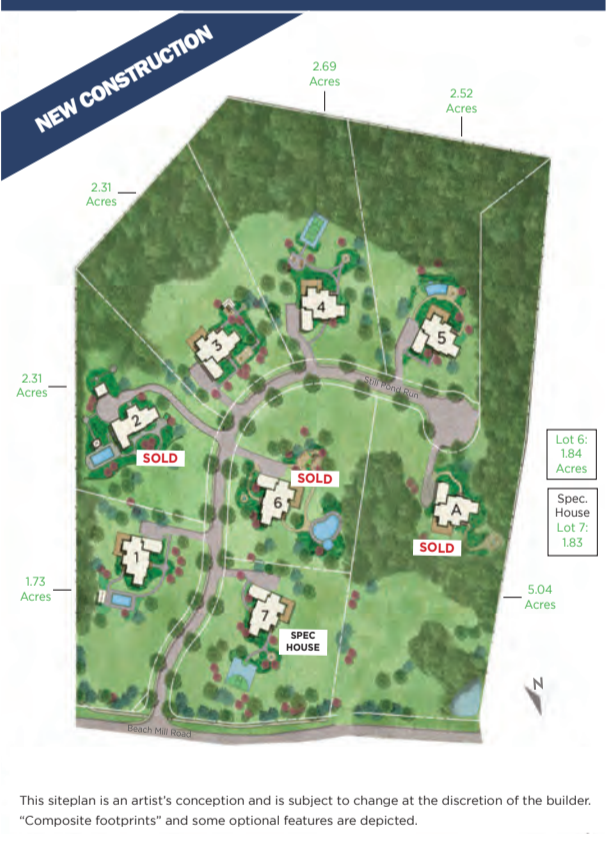 NEW CONSTRUCTION
2.69
Acres
2.52
Acres
2.31
Acres
4
3
5
Still Pond Run
2.31
Acres
2
SOLD
SOLD
6
A
SOLD
Lot 6:
1.84
Acres
Spec.
House
Lot 7:
1.83
1
1.73
Acres
5.04
Acres
7
SPEC
HOUSE
N
Beach Mill Road
This siteplan is an artist's conception and is subject to change at the discretion of the builder.
“Composite footprints” and some optional features are depicted.